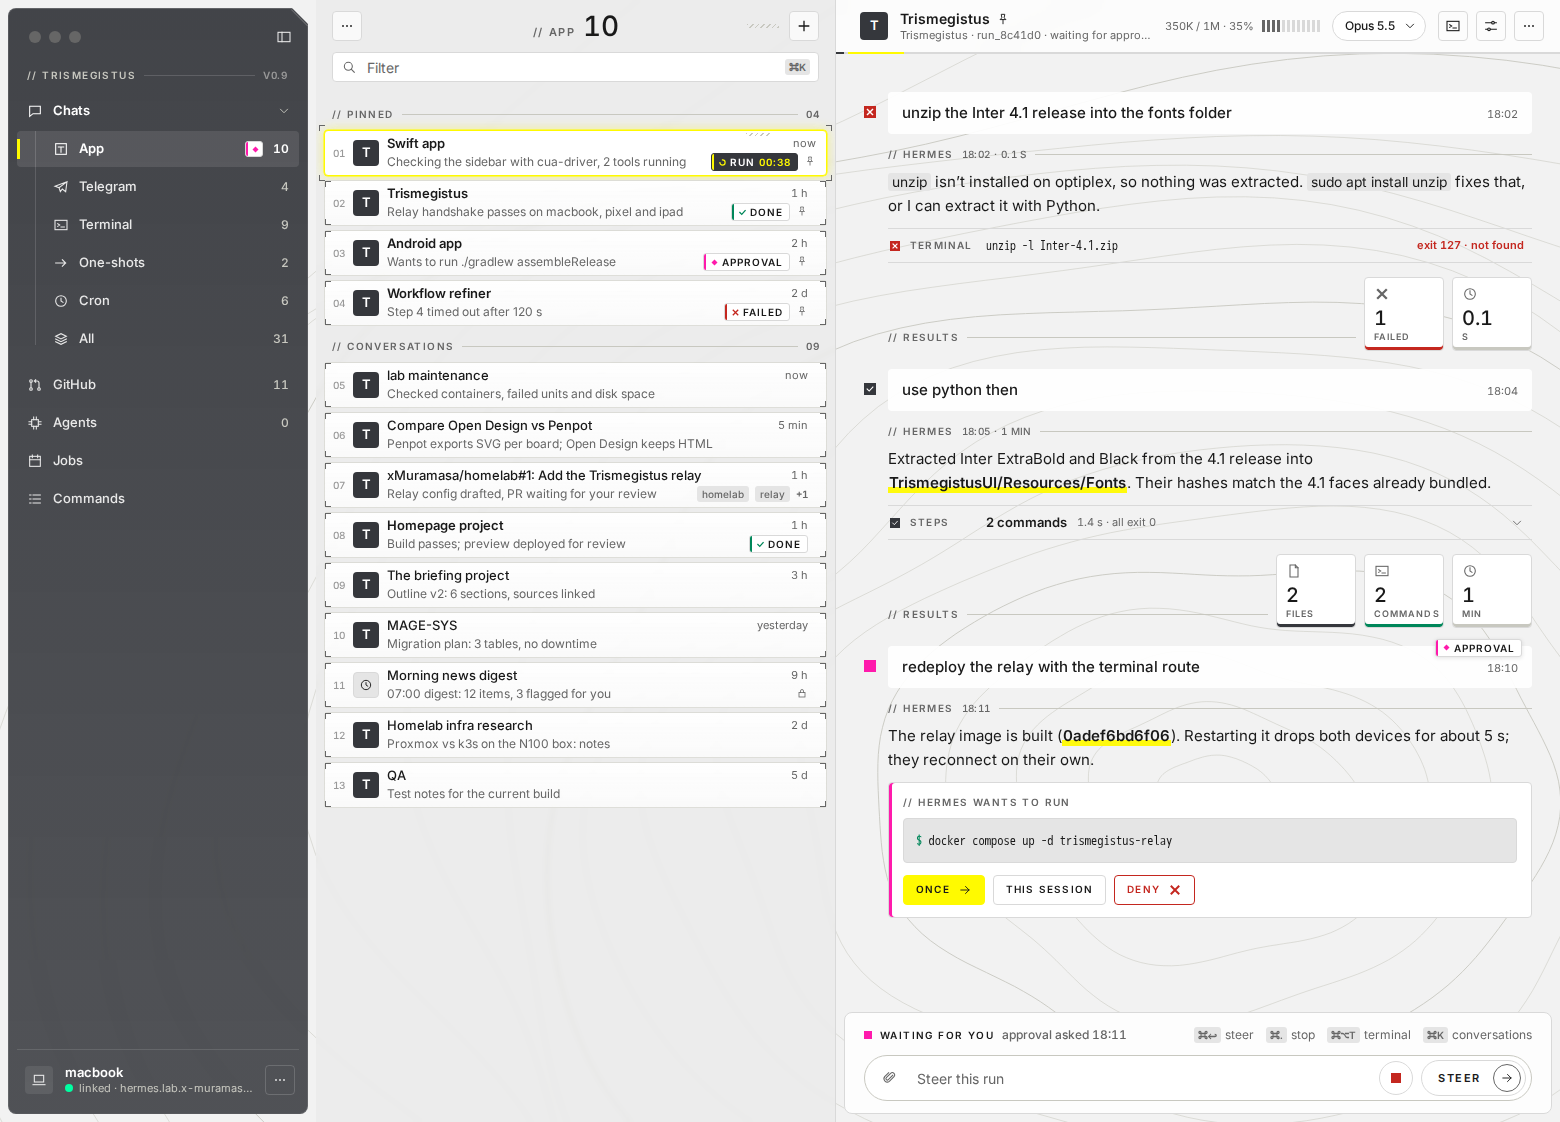 // TRISMEGISTUS V0.9
Chats
App 10
Telegram 4
Terminal 9
One-shots 2
Cron 6
All 31
GitHub 11
Agents 0
Jobs
Commands
macbook
linked · hermes.lab.x-muramas...
// APP 10
Filter ⌘K
// PINNED 04
01 T Swift app now
Checking the sidebar with cua-driver, 2 tools running RUN 00:38
02 T Trismegistus 1 h
Relay handshake passes on macbook, pixel and ipad DONE
03 T Android app 2 h
Wants to run ./gradlew assembleRelease APPROVAL
04 T Workflow refiner 2 d
Step 4 timed out after 120 s FAILED
// CONVERSATIONS 09
05 T lab maintenance now
Checked containers, failed units and disk space
06 T Compare Open Design vs Penpot 5 min
Penpot exports SVG per board; Open Design keeps HTML
07 T xMuramasa/homelab#1: Add the Trismegistus relay 1 h
Relay config drafted, PR waiting for your review homelab relay +1
08 T Homepage project 1 h
Build passes; preview deployed for review DONE
09 T The briefing project 3 h
Outline v2: 6 sections, sources linked
10 T MAGE-SYS yesterday
Migration plan: 3 tables, no downtime
11 Morning news digest 9 h
07:00 digest: 12 items, 3 flagged for you
12 T Homelab infra research 2 d
Proxmox vs k3s on the N100 box: notes
13 T QA 5 d
Test notes for the current build
T Trismegistus
Trismegistus · run_8c41d0 · waiting for appro...
350K / 1M · 35%
Opus 5.5
unzip the Inter 4.1 release into the fonts folder 18:02
// HERMES 18:02 · 0.1 S
unzip isn't installed on optiplex, so nothing was extracted. sudo apt install unzip fixes that,
or I can extract it with Python.
TERMINAL unzip -l Inter-4.1.zip exit 127 · not found
// RESULTS
1
FAILED
0.1
S
use python then 18:04
// HERMES 18:05 · 1 MIN
Extracted Inter ExtraBold and Black from the 4.1 release into
TrismegistusUI/Resources/Fonts. Their hashes match the 4.1 faces already bundled.
STEPS 2 commands 1.4 s · all exit 0
// RESULTS
2
FILES
2
COMMANDS
1
MIN
APPROVAL
redeploy the relay with the terminal route 18:10
// HERMES 18:11
The relay image is built (0adef6bd6f06). Restarting it drops both devices for about 5 s;
they reconnect on their own.
// HERMES WANTS TO RUN
$ docker compose up -d trismegistus-relay
ONCE THIS SESSION DENY
WAITING FOR YOU approval asked 18:11
⌘↩ steer ⌘. stop ⌘⌥T terminal ⌘K conversations
Steer this run
STEER